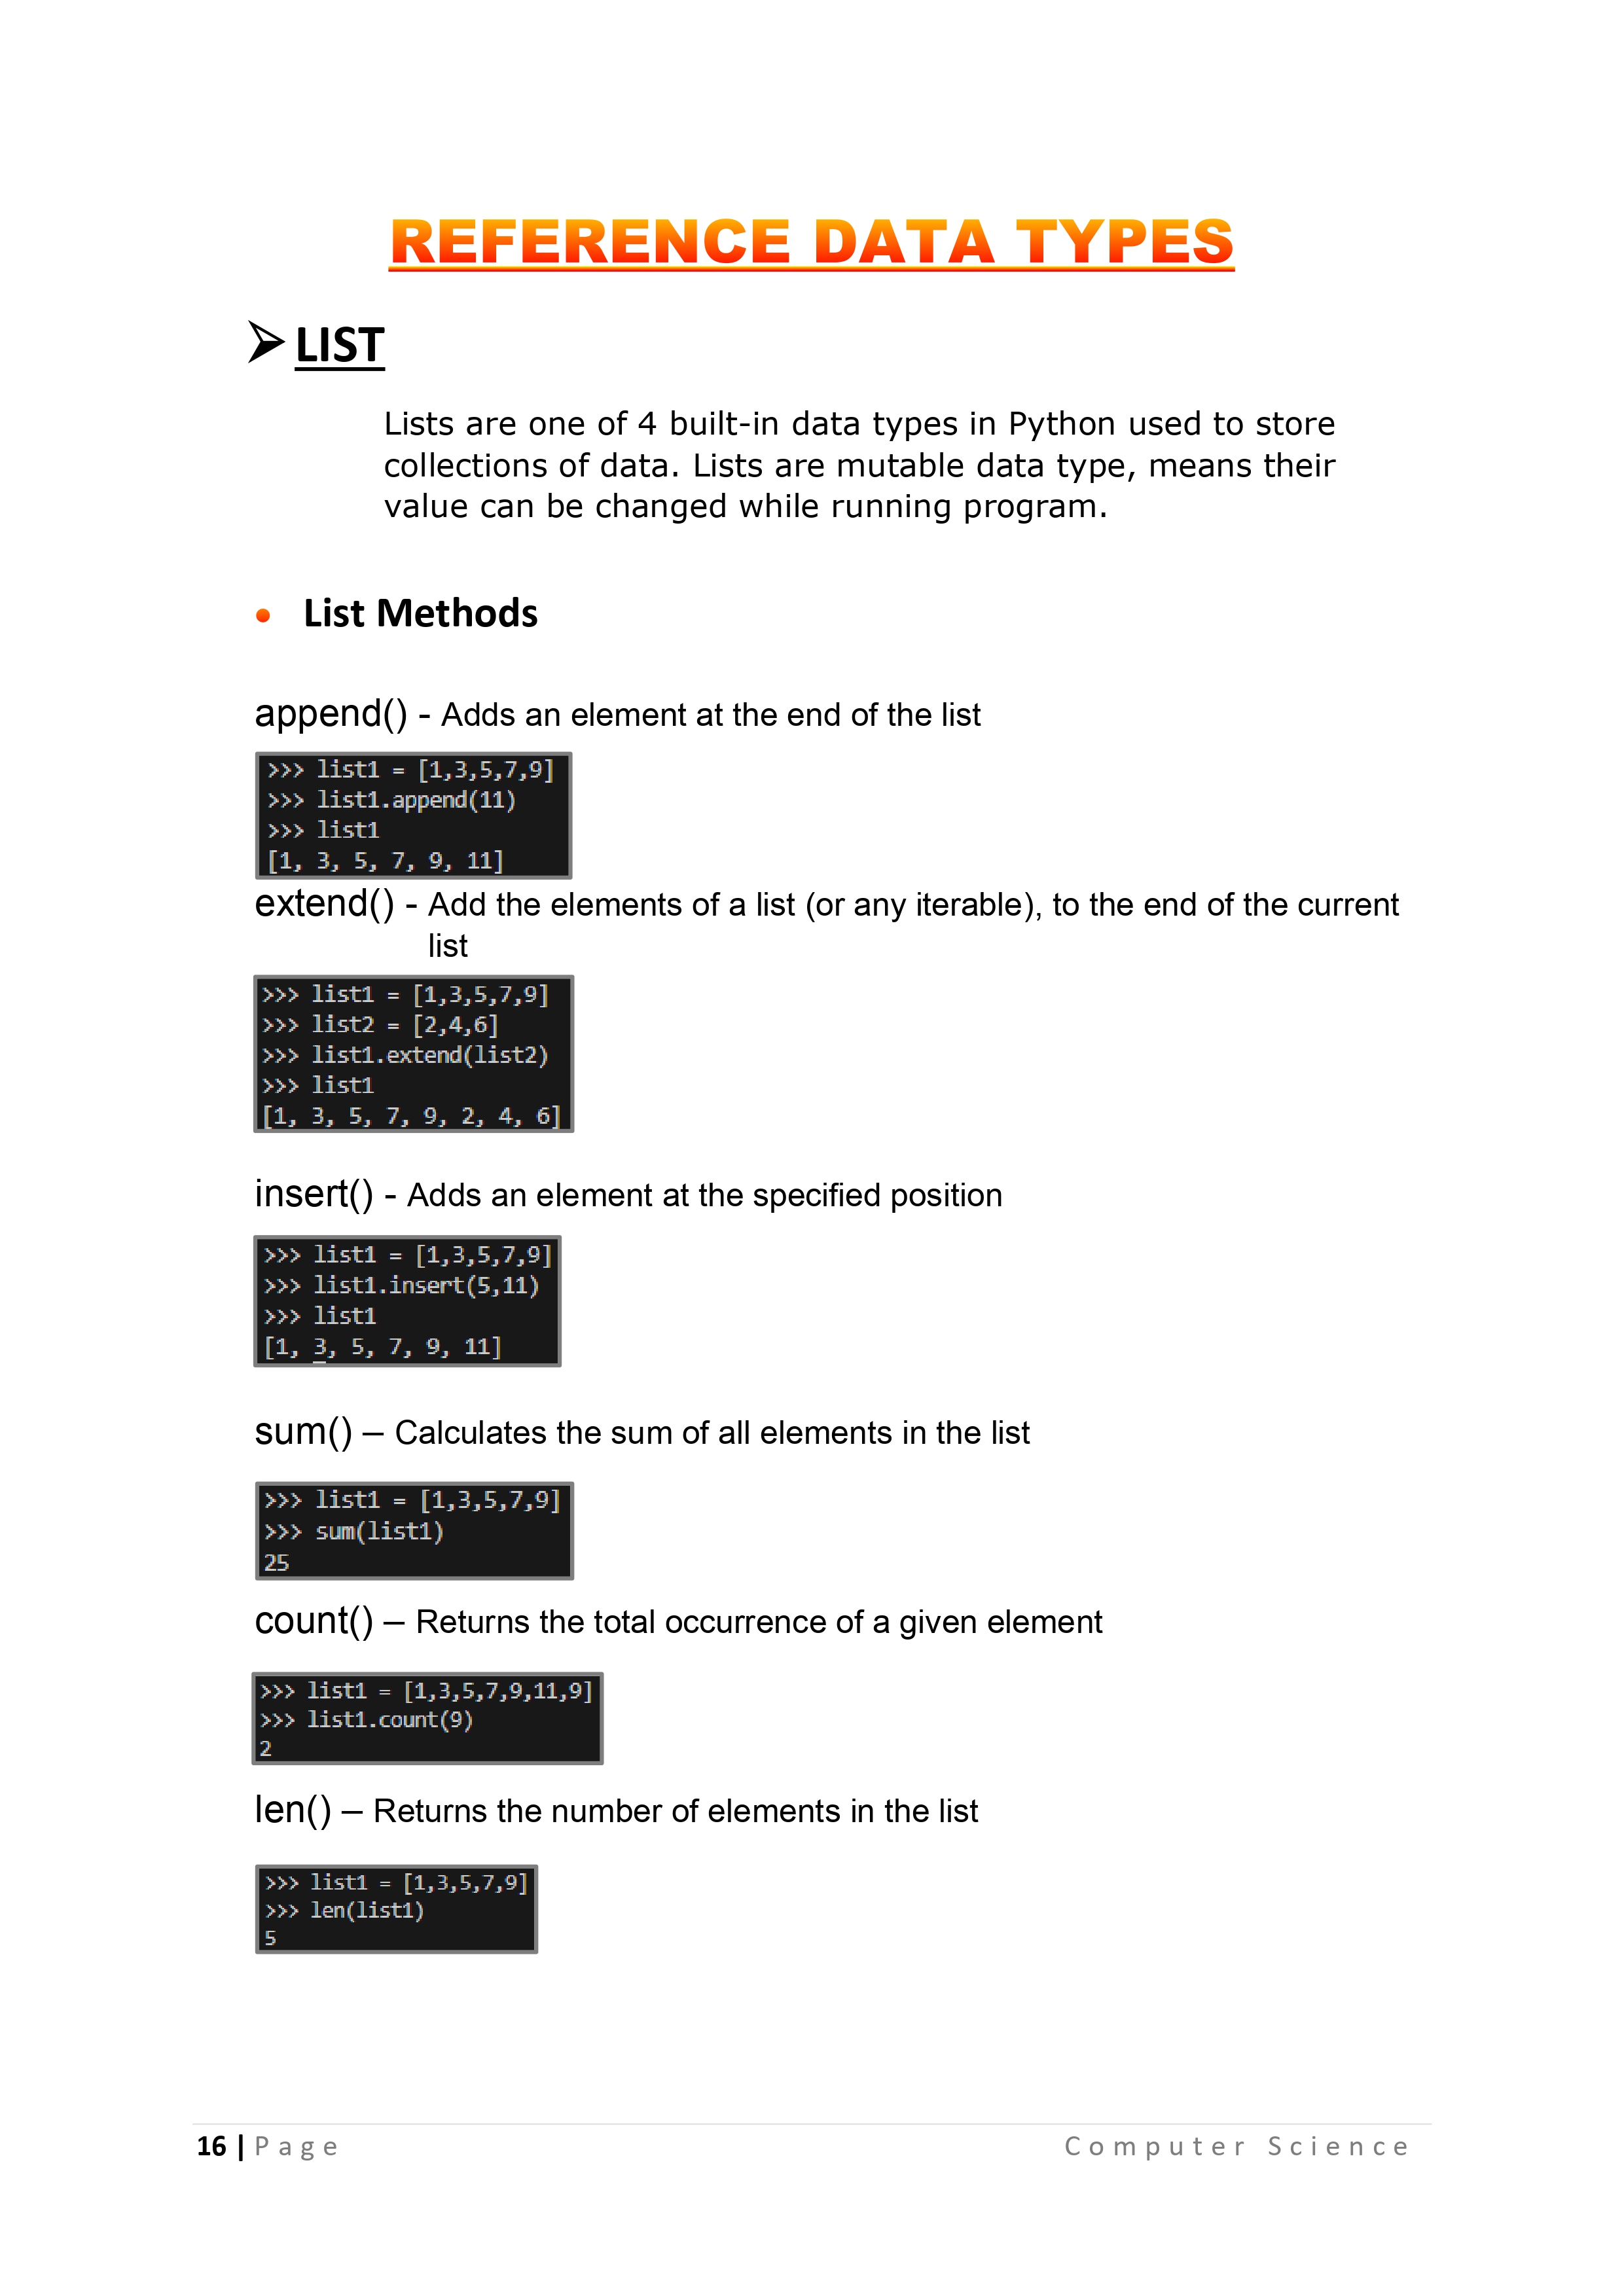 REFERENCE DATA TYPES
LIST
Lists are one of 4 built-in data types in Python used to store
collections of data. Lists are mutable data type, means their
value can be changed while running program.
• List Methods
append() - Adds an element at the end of the list
>>> list1 = [1,3,5,7,9]
>>> list1.append(11)
>>> list1
[1, 3, 5, 7, 9, 11]
extend() - Add the elements of a list (or any iterable), to the end of the current
list
>>> list1 = [1,3,5,7,9]
>>> list2 = [2,4,6]
>>> list1.extend(list2)
>>> list1
[1, 3, 5, 7, 9, 2, 4, 6]
insert() - Adds an element at the specified position
>>> list1 = [1,3,5,7,9]
>>> list1.insert(5,11)
>>> list1
[1, 3, 5, 7, 9, 11]
sum() – Calculates the sum of all elements in the list
>>> list1 = [1,3,5,7,9]
>>> sum(list1)
25
count() – Returns the total occurrence of a given element
>>> list1 = [1,3,5,7,9,11,9]
>>> list1.count(9)
2
len() – Returns the number of elements in the list
>>> list1 = [1,3,5,7,9]
>>> len(list1)
5
16 | Page Computer Science